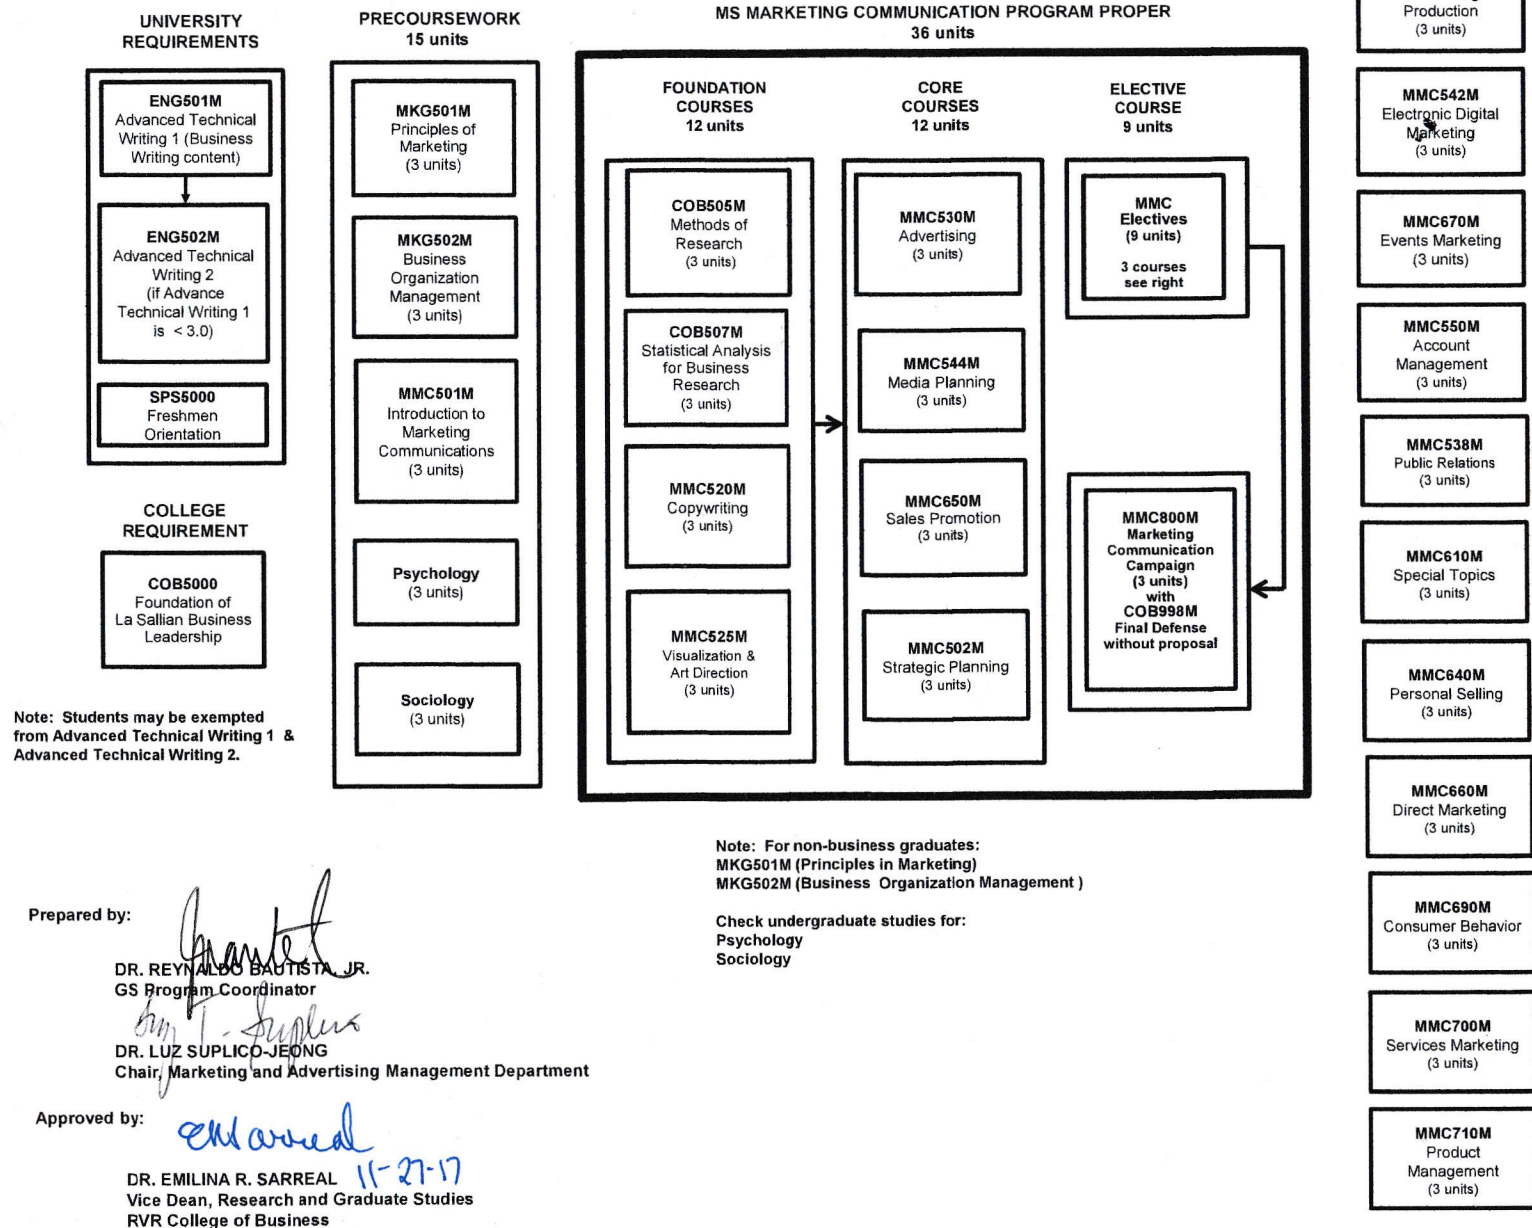 UNIVERSITY
REQUIREMENTS
ENG501M
Advanced Technical
Writing 1 (Business
Writing content)
ENG502M
Advanced Technical
Writing 2
(if Advance
Technical Writing 1
is < 3.0)
SPS5000
Freshmen
Orientation
COLLEGE
REQUIREMENT
COB5000
Foundation of
La Sallian Business
Leadership
Note: Students may be exempted
from Advanced Technical Writing 1 &
Advanced Technical Writing 2.
PRECOURSEWORK
15 units
MKG501M
Principles of
Marketing
(3 units)
MKG502M
Business
Organization
Management
(3 units)
MMC501M
Introduction to
Marketing
Communications
(3 units)
Psychology
(3 units)
Sociology
(3 units)
MS MARKETING COMMUNICATION PROGRAM PROPER
36 units
FOUNDATION
COURSES
12 units
COB505M
Methods of
Research
(3 units)
COB507M
Statistical Analysis
for Business
Research
(3 units)
MMC520M
Copywriting
(3 units)
MMC525M
Visualization &
Art Direction
(3 units)
CORE
COURSES
12 units
MMC530M
Advertising
(3 units)
MMC544M
Media Planning
(3 units)
MMC650M
Sales Promotion
(3 units)
MMC502M
Strategic Planning
(3 units)
ELECTIVE
COURSE
9 units
MMC
Electives
(9 units)
3 courses
see right
MMC800M
Marketing
Communication
Campaign
(3 units)
with
COB998M
Final Defense
without proposal
Production
(3 units)
MMC542M
Electronic Digital
Marketing
(3 units)
MMC670M
Events Marketing
(3 units)
MMC550M
Account
Management
(3 units)
MMC538M
Public Relations
(3 units)
MMC610M
Special Topics
(3 units)
MMC640M
Personal Selling
(3 units)
MMC660M
Direct Marketing
(3 units)
MMC690M
Consumer Behavior
(3 units)
MMC700M
Services Marketing
(3 units)
MMC710M
Product
Management
(3 units)
Note: For non-business graduates:
MKG501M (Principles in Marketing)
MKG502M (Business Organization Management )
Check undergraduate studies for:
Psychology
Sociology
Prepared by:
DR. REYNALDO BAUTISTA, JR.
GS Program Coordinator
DR. LUZ SUPLICO-JEONG
Chair, Marketing and Advertising Management Department
Approved by:
DR. EMILINA R. SARREAL 11-27-17
Vice Dean, Research and Graduate Studies
RVR College of Business